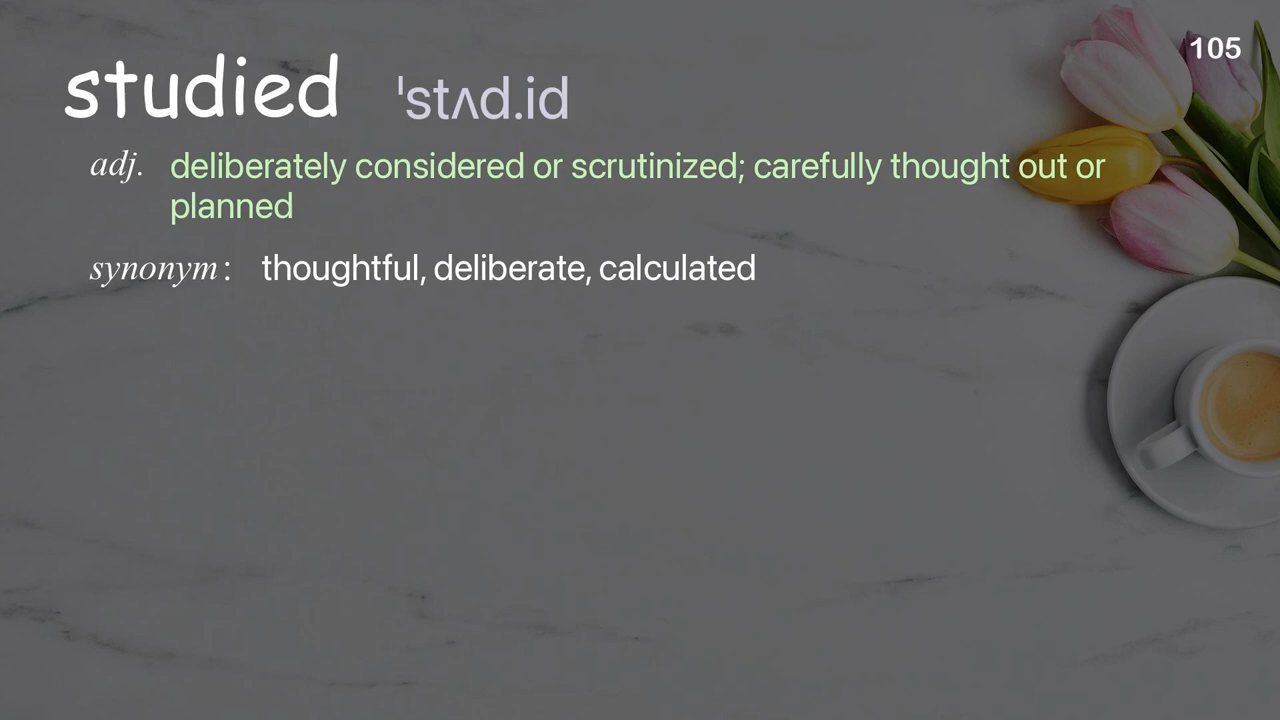 105
studied ˈstʌd.id
adj. deliberately considered or scrutinized; carefully thought out or
planned
synonym: thoughtful, deliberate, calculated